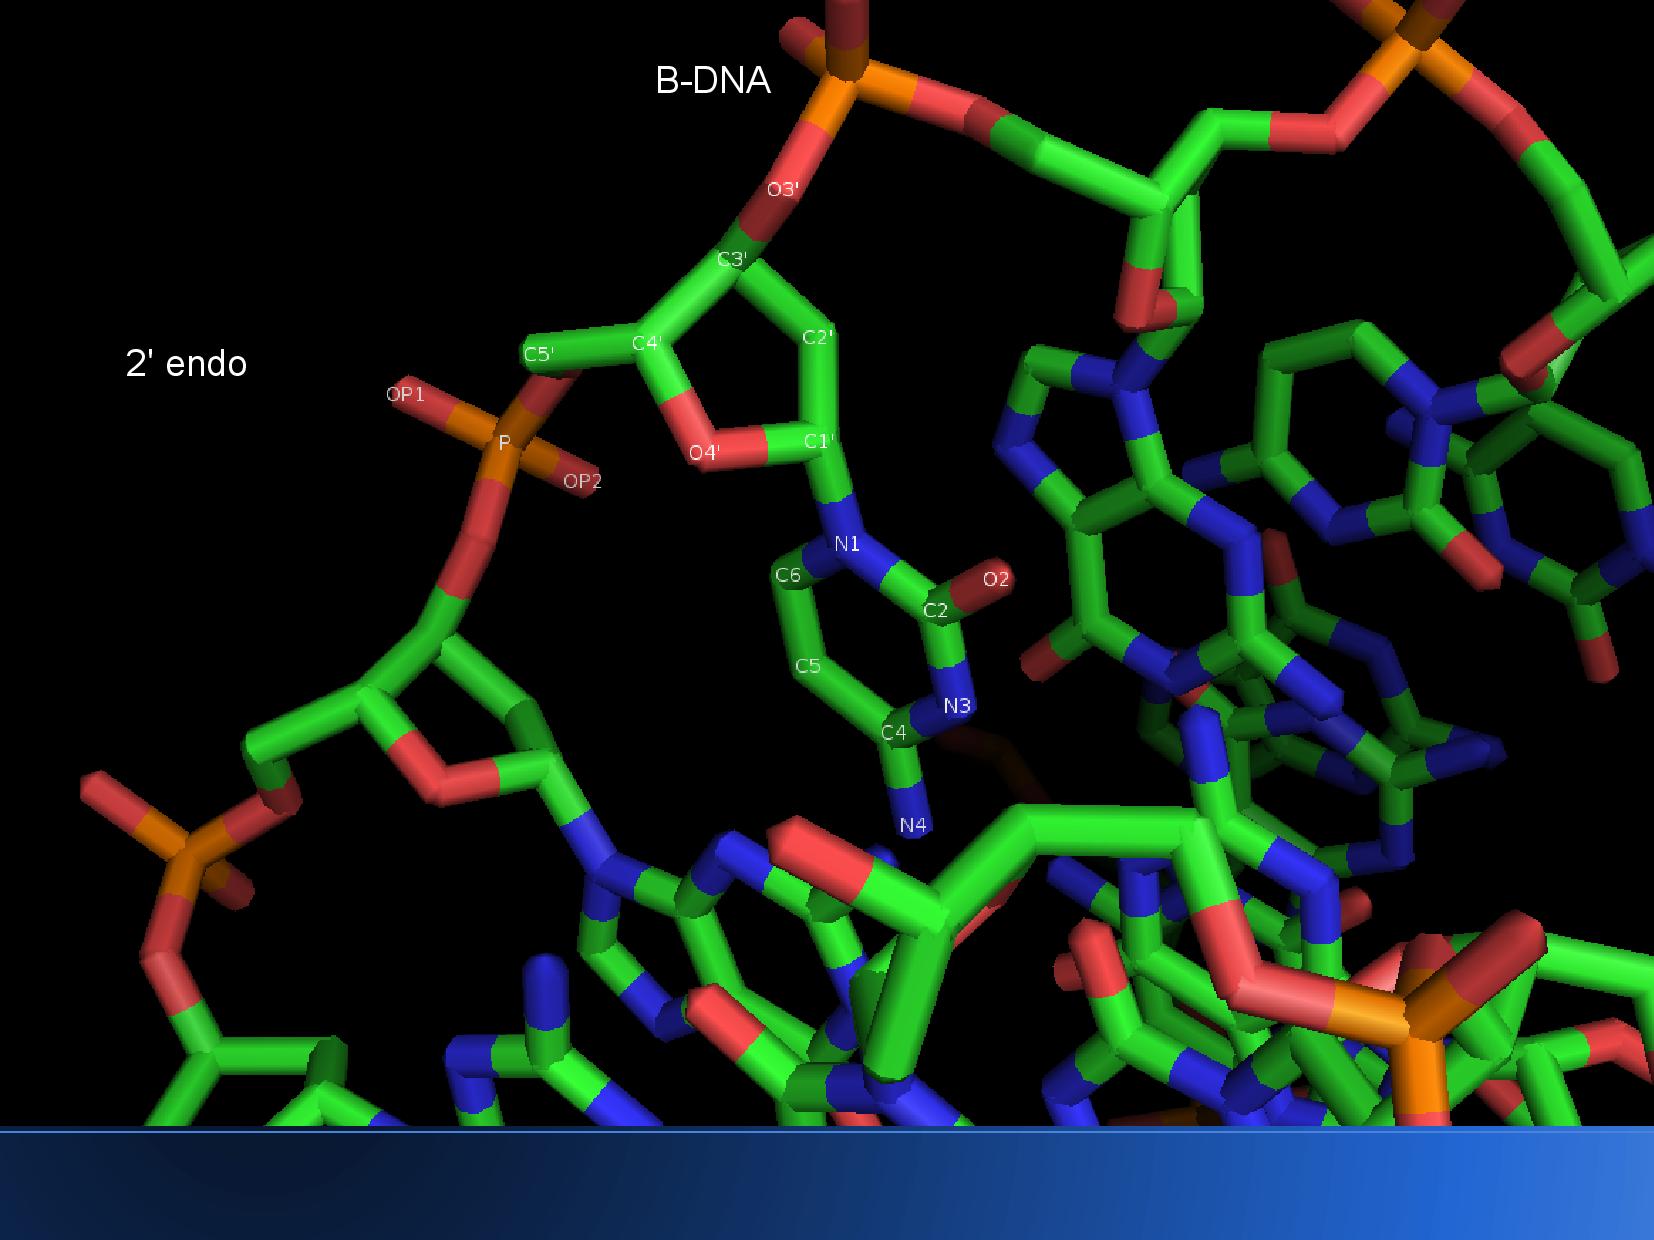 B-DNA
O3'
C3'
C2'
C4'
C5'
2' endo
OP1
P
C1'
O4'
OP2
N1
C6
O2
C2
C5
N3
C4
N4